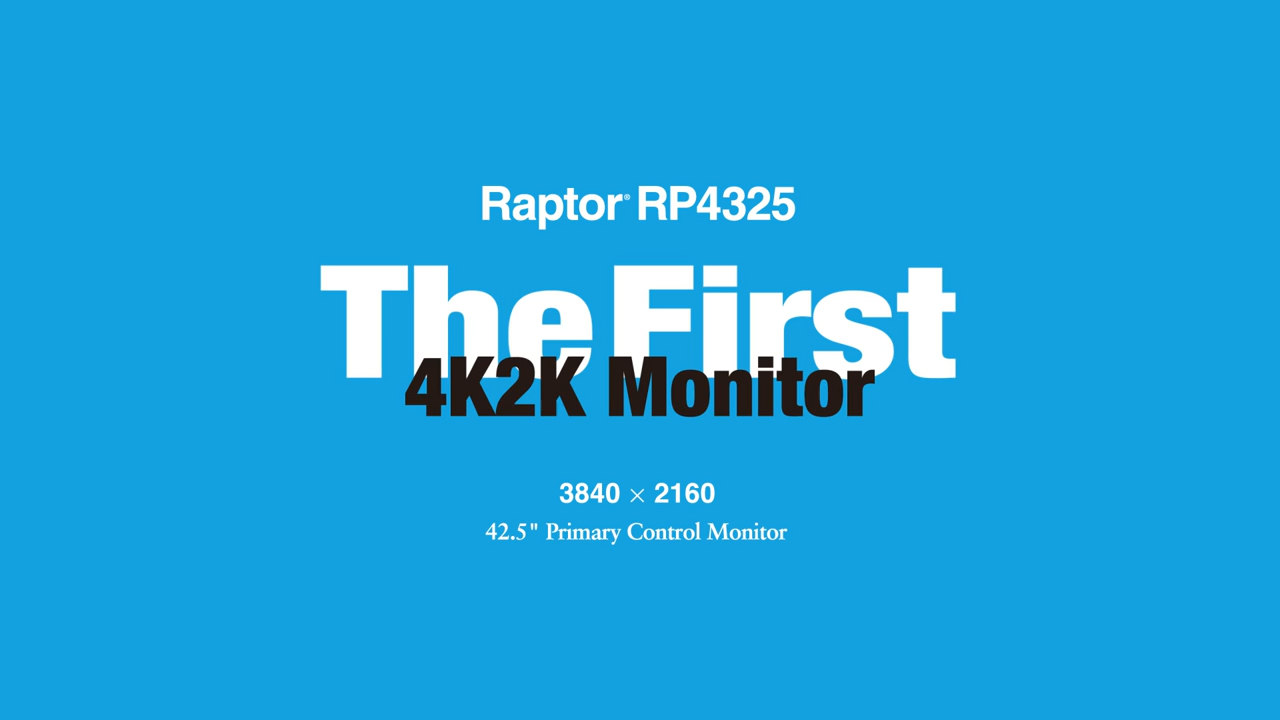 Raptor® RP4325
The First
4K2K Monitor
3840 × 2160
42.5" Primary Control Monitor